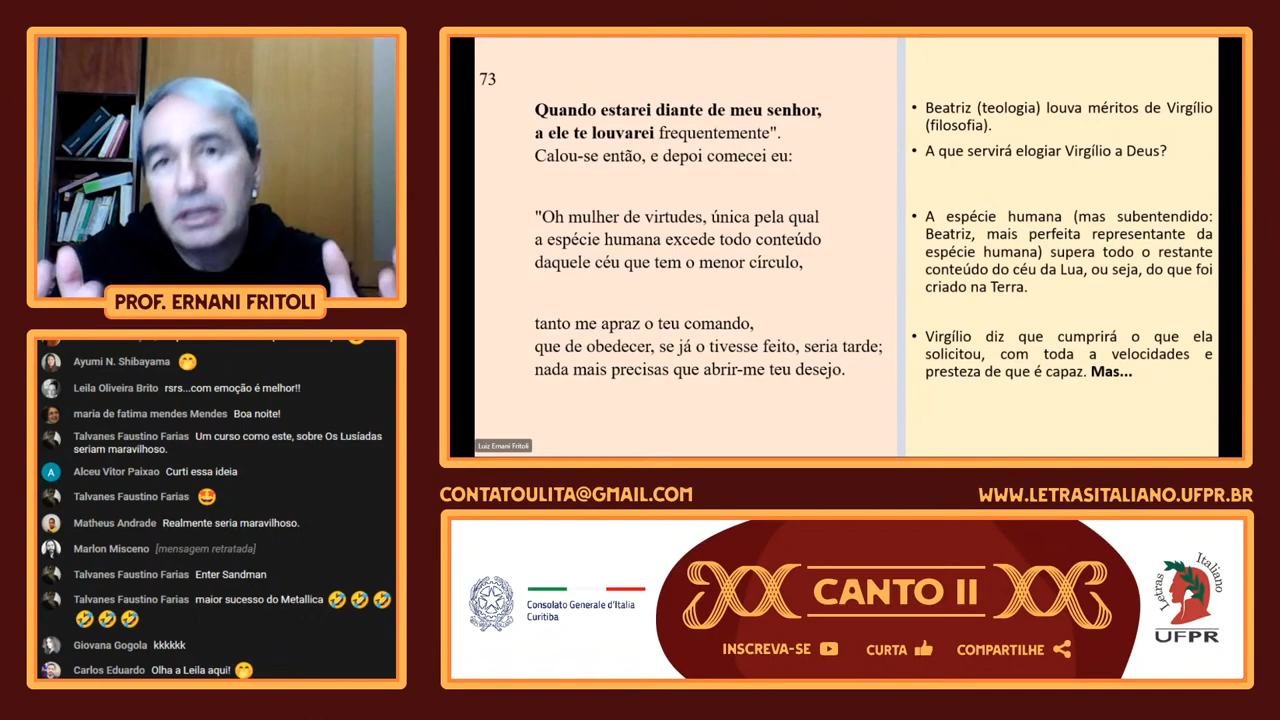 PROF. ERNANI FRITOLI
Ayumi N. Shibayama
Leila Oliveira Brito rsrs...com emoção é melhor!!
maria de fatima mendes Mendes Boa noite!
Talvanes Faustino Farias Um curso como este, sobre Os Lusíadas
seriam maravilhoso.
A Alceu Vitor Paixao Curti essa ideia
Talvanes Faustino Farias 🤩
Matheus Andrade Realmente seria maravilhoso.
Marlon Misceno [mensagem retratada]
Talvanes Faustino Farias Enter Sandman
Talvanes Faustino Farias maior sucesso do Metallica 🤣 🤣 🤣
🤣 🤣 🤣
Giovana Gogola kkkkkk
Carlos Eduardo Olha a Leila aqui! 🤭
73
Quando estarei diante de meu senhor,
a ele te louvarei frequentemente".
Calou-se então, e depoi comecei eu:
"Oh mulher de virtudes, única pela qual
a espécie humana excede todo conteúdo
daquele céu que tem o menor círculo,
tanto me apraz o teu comando,
que de obedecer, se já o tivesse feito, seria tarde;
nada mais precisas que abrir-me teu desejo.
Luiz Ernani Fritoli
• Beatriz (teologia) louva méritos de Virgílio
(filosofia).
• A que servirá elogiar Virgílio a Deus?
• A espécie humana (mas subentendido:
Beatriz, mais perfeita representante da
espécie humana) supera todo o restante
conteúdo do céu da Lua, ou seja, do que foi
criado na Terra.
• Virgílio diz que cumprirá o que ela
solicitou, com toda a velocidades e
presteza de que é capaz. Mas...
CONTATOULITA@GMAIL.COM
WWW.LETRASITALIANO.UFPR.BR
Consolato Generale d'Italia
Curitiba
CANTO II
INSCREVA-SE
CURTA
COMPARTILHE
Letras Italiano
UFPR